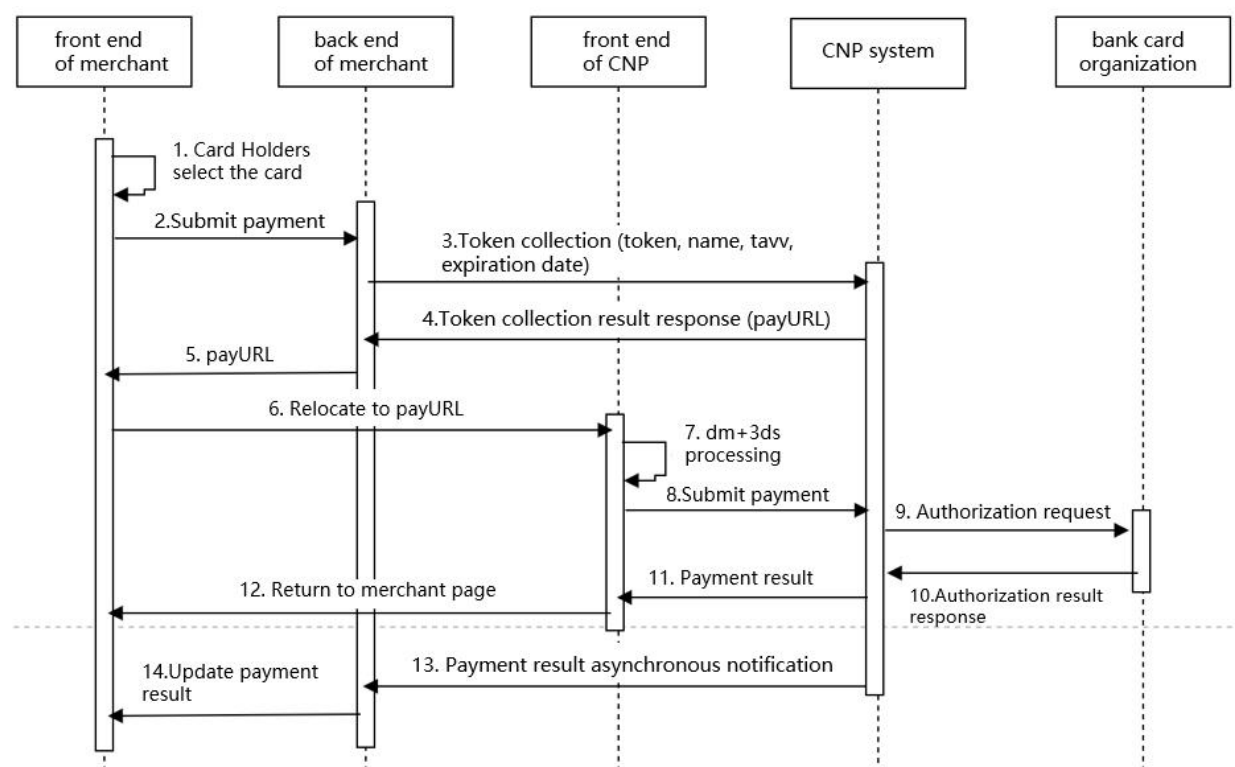 front end
of merchant
back end
of merchant
front end
of CNP
CNP system
bank card
organization
1. Card Holders
select the card
2.Submit payment
3.Token collection (token, name, tavv,
expiration date)
4.Token collection result response (payURL)
5. payURL
6. Relocate to payURL
7. dm+3ds
processing
8.Submit payment
9. Authorization request
10.Authorization result
response
11. Payment result
12. Return to merchant page
13. Payment result asynchronous notification
14.Update payment
result